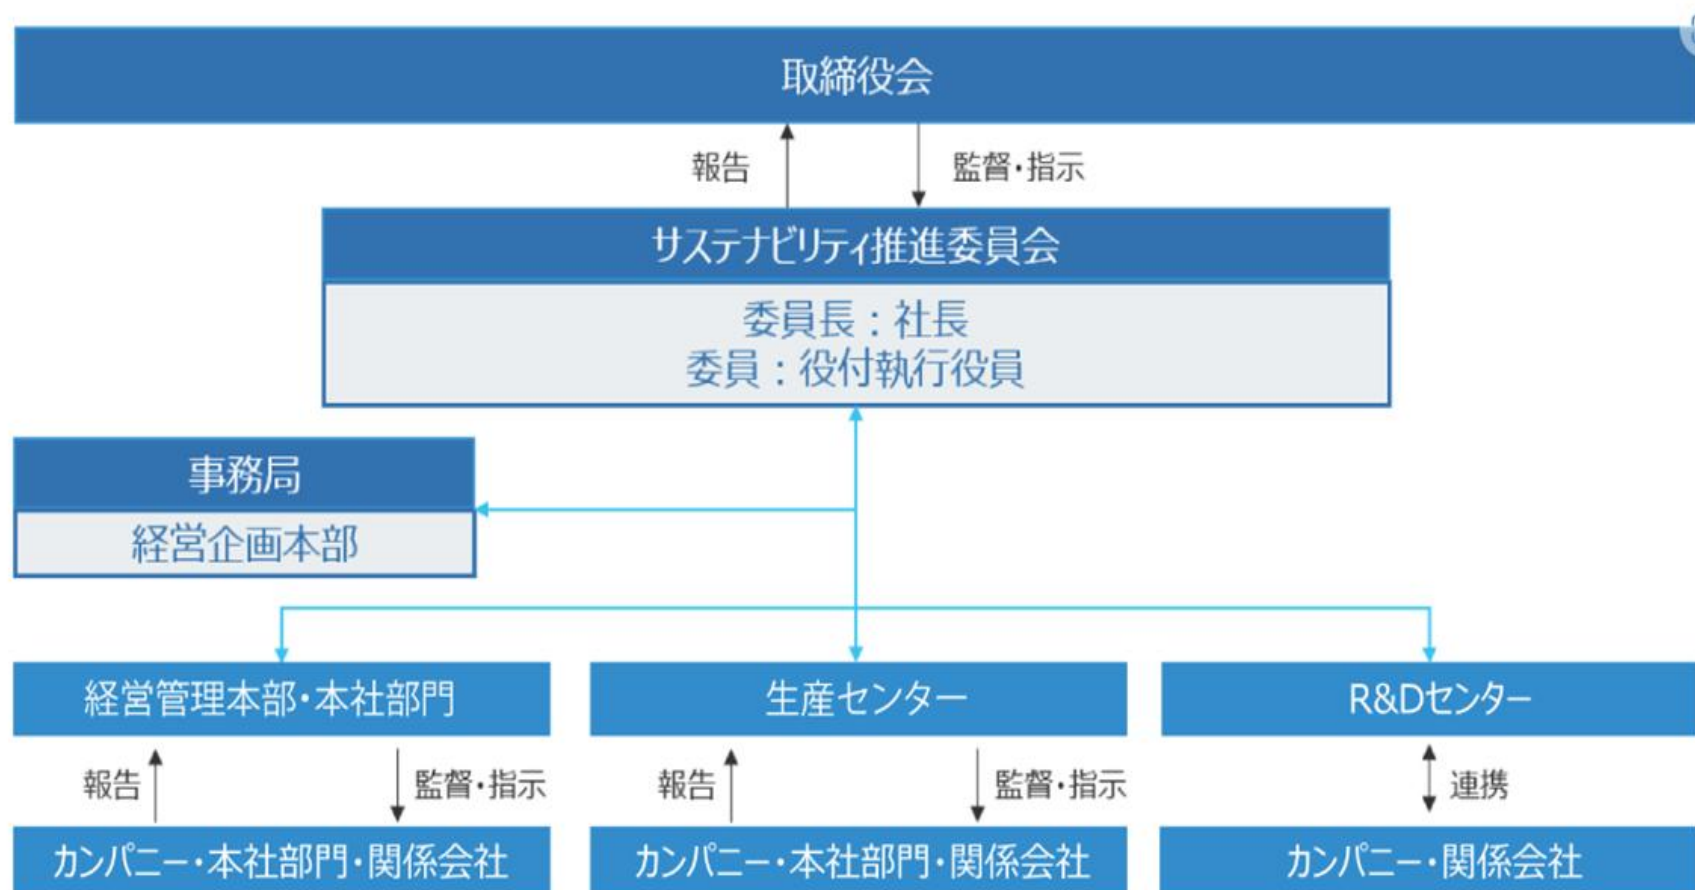 取締役会
報告
監督・指示
サステナビリティ推進委員会
委員長：社長
委員：役付執行役員
事務局
経営企画本部
経営管理本部・本社部門
生産センター
R&Dセンター
報告
監督・指示
報告
監督・指示
連携
カンパニー・本社部門・関係会社
カンパニー・本社部門・関係会社
カンパニー・関係会社